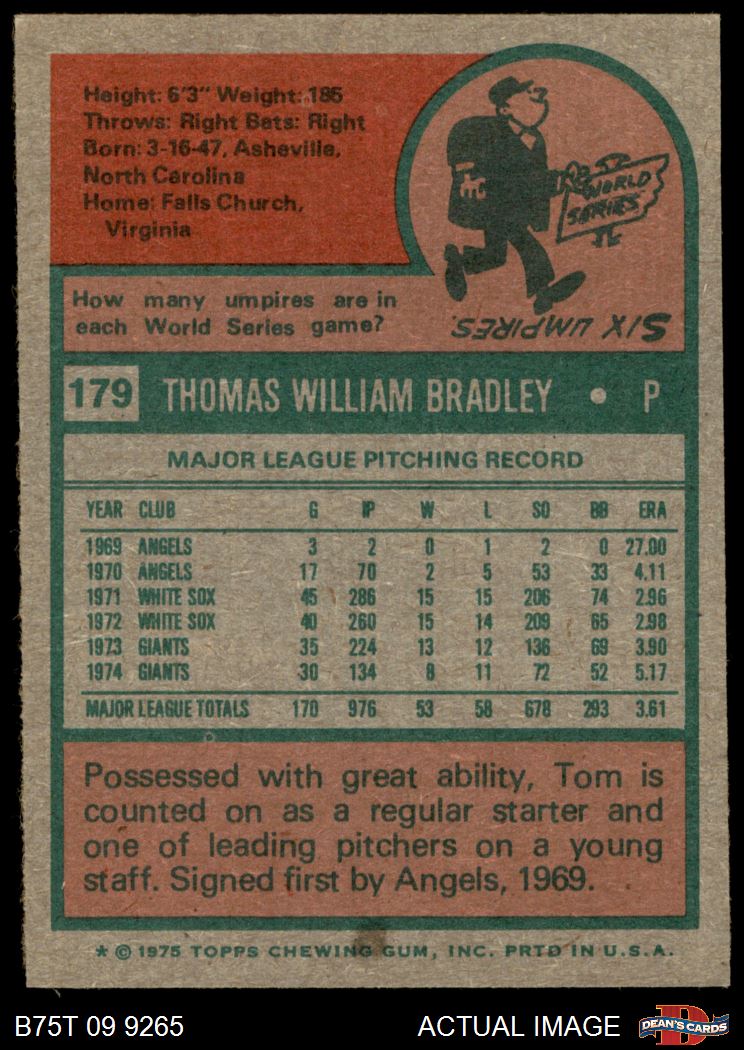 Height: 6'3" Weight: 185
Throws: Right Bats: Right
Born: 3-16-47, Asheville,
North Carolina
Home: Falls Church,
Virginia
WORLD
SERIES
How many umpires are in
each World Series game?
SIX UMPIRES.
179 THOMAS WILLIAM BRADLEY • P
MAJOR LEAGUE PITCHING RECORD
YEAR CLUB G IP W L SO BB ERA
1969 ANGELS 3 2 0 1 2 0 27.00
1970 ANGELS 17 70 2 5 53 33 4.11
1971 WHITE SOX 45 286 15 15 206 74 2.96
1972 WHITE SOX 40 260 15 14 209 65 2.98
1973 GIANTS 35 224 13 12 136 69 3.90
1974 GIANTS 30 134 8 11 72 52 5.17
MAJOR LEAGUE TOTALS 170 976 53 58 678 293 3.61
Possessed with great ability, Tom is
counted on as a regular starter and
one of leading pitchers on a young
staff. Signed first by Angels, 1969.
* © 1975 TOPPS CHEWING GUM, INC. PRTD IN U.S.A.
B75T 09 9265 ACTUAL IMAGE DEAN'S CARDS